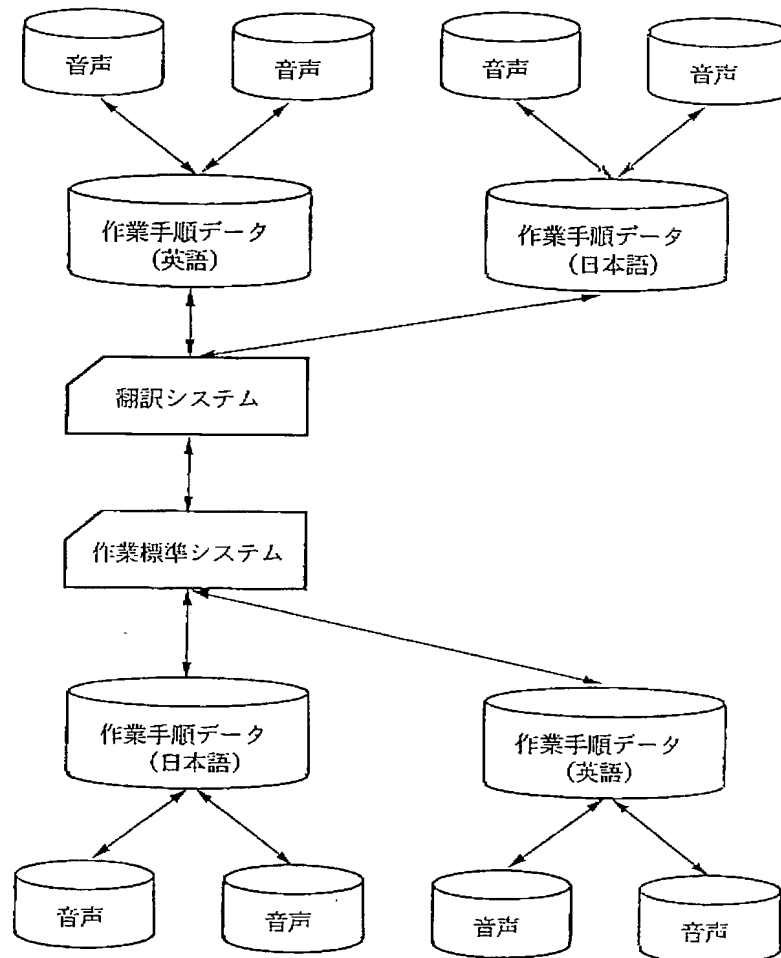 音声
音声
音声
音声
作業手順データ
(英語)
作業手順データ
(日本語)
翻訳システム
作業標準システム
作業手順データ
(日本語)
作業手順データ
(英語)
音声
音声
音声
音声